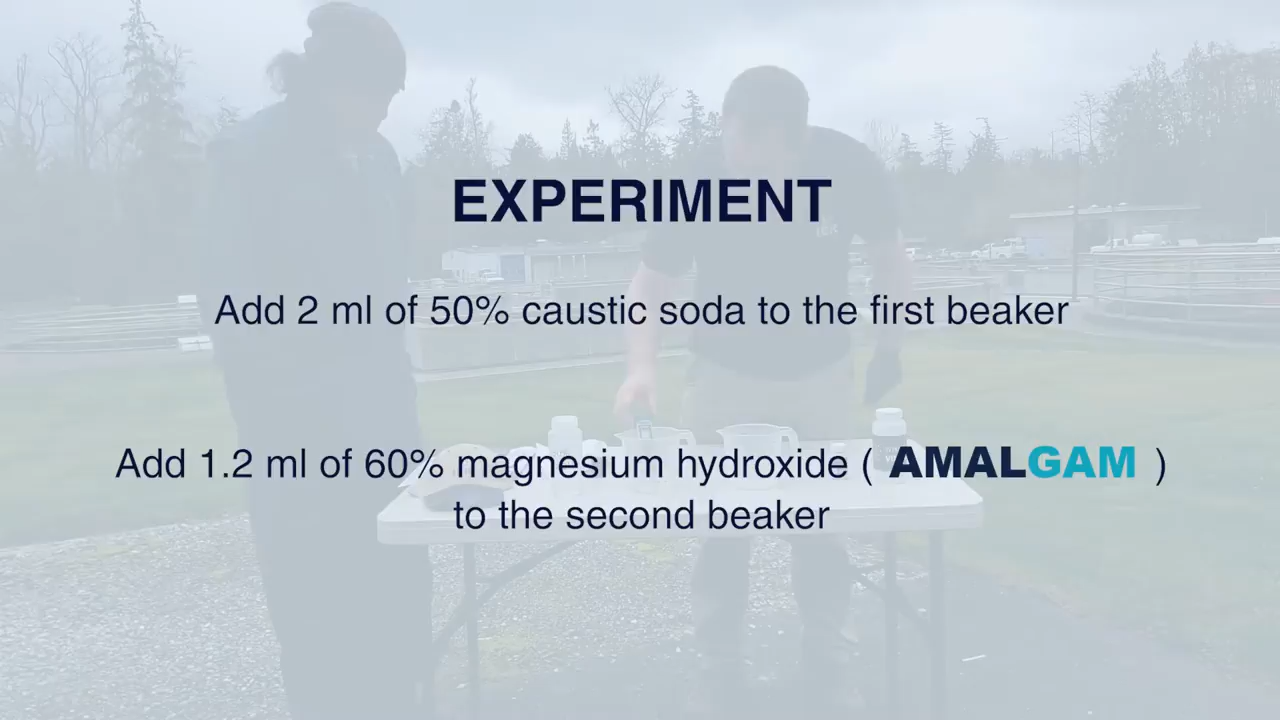 EXPERIMENT
Add 2 ml of 50% caustic soda to the first beaker
Add 1.2 ml of 60% magnesium hydroxide ( AMALGAM )
to the second beaker